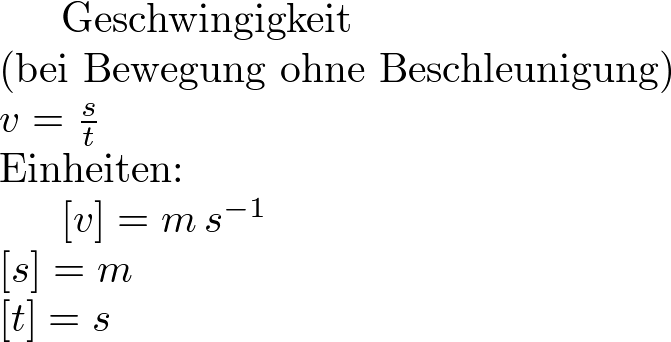 Geschwingigkeit
(bei Bewegung ohne Beschleunigung)
v = s/t
Einheiten:
[v] = m s⁻¹
[s] = m
[t] = s